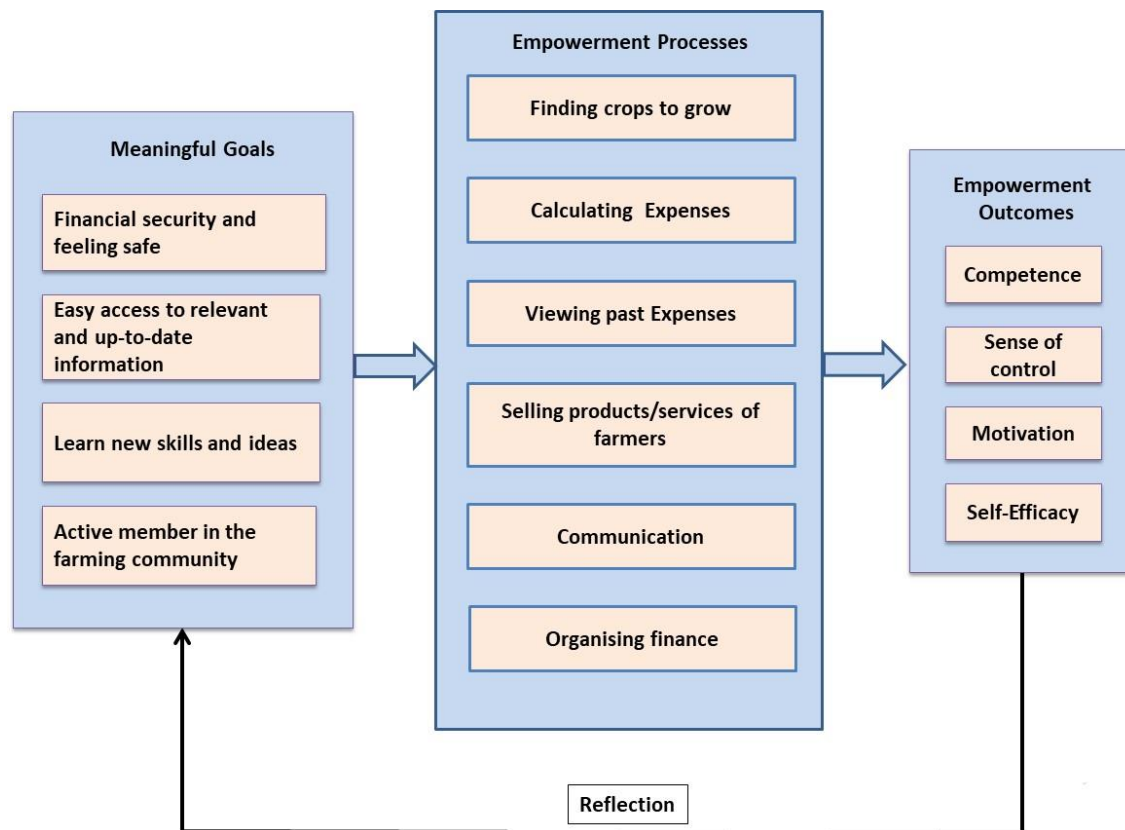 Meaningful Goals
Financial security and
feeling safe
Easy access to relevant
and up-to-date
information
Learn new skills and ideas
Active member in the
farming community
Empowerment Processes
Finding crops to grow
Calculating Expenses
Viewing past Expenses
Selling products/services of
farmers
Communication
Organising finance
Empowerment
Outcomes
Competence
Sense of
control
Motivation
Self-Efficacy
Reflection